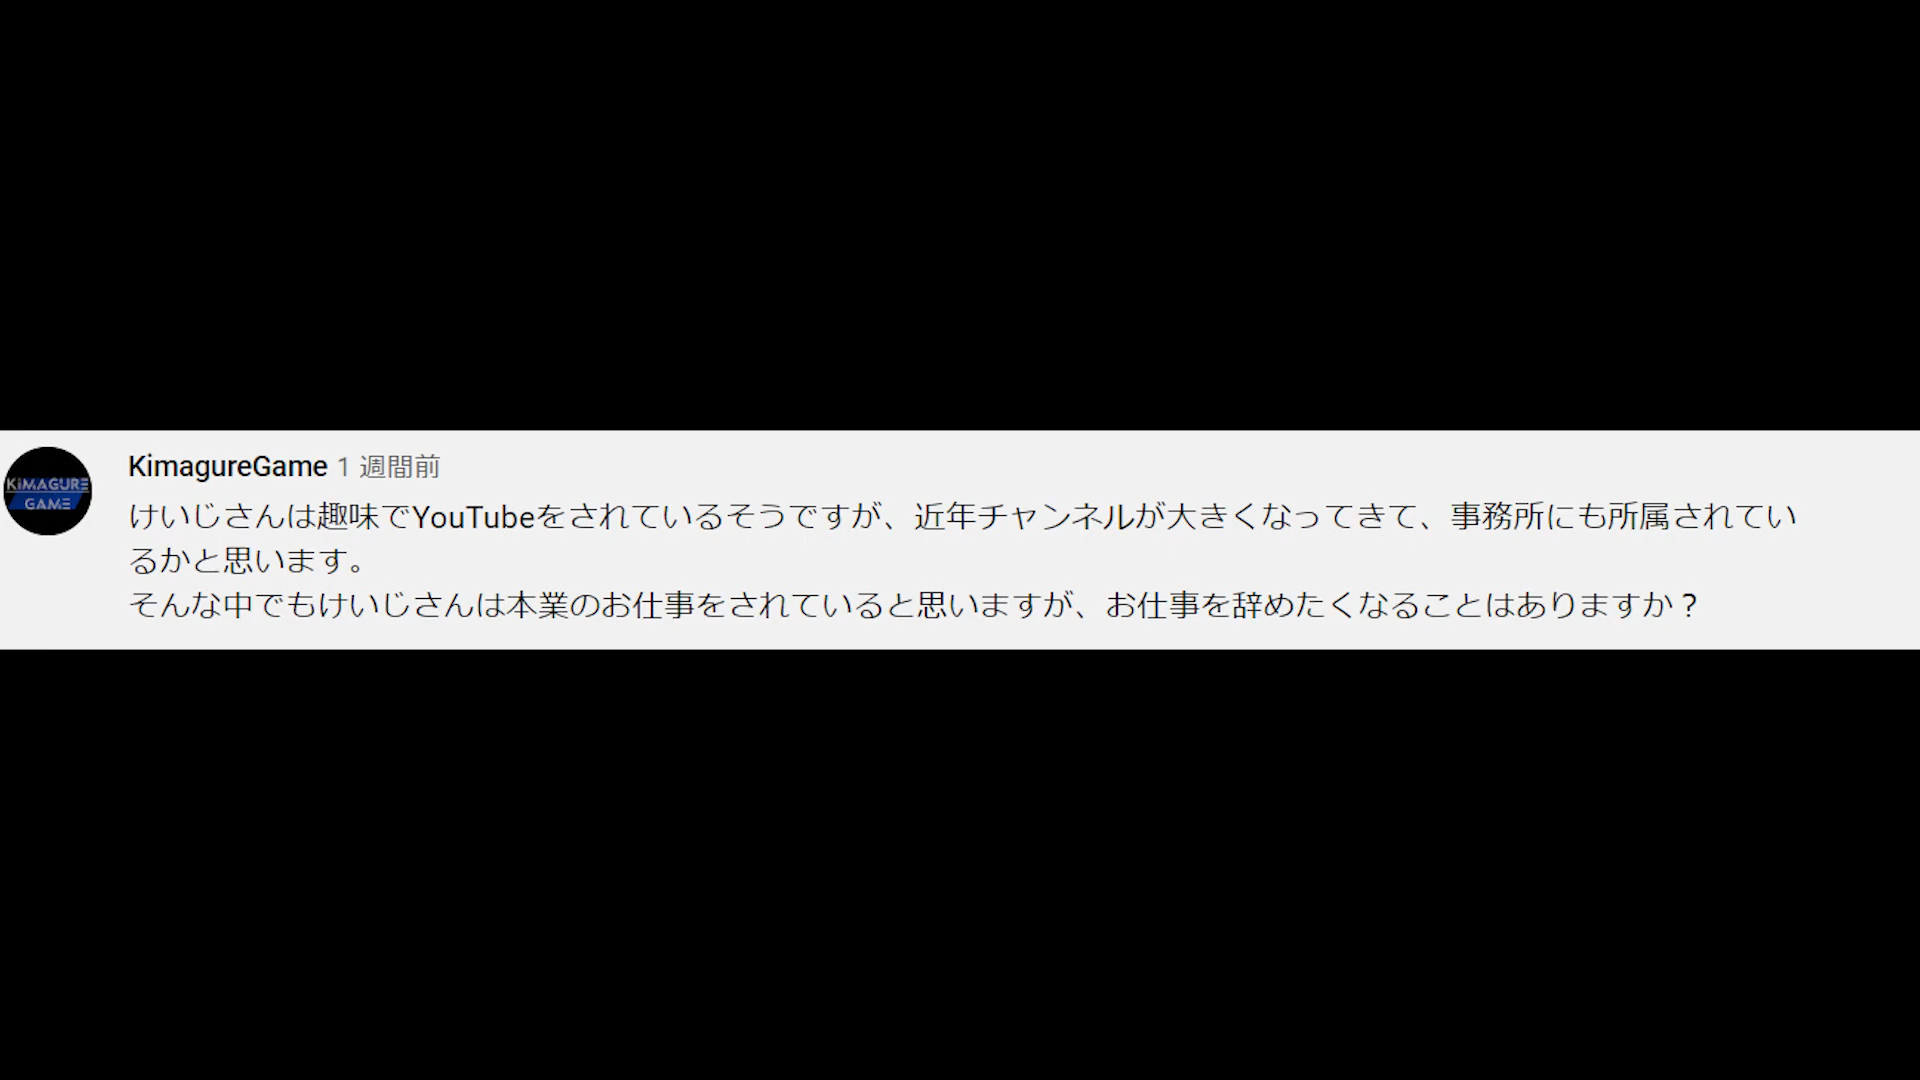 KiMAGURE
GAME
KimagureGame 1 週間前
けいじさんは趣味でYouTubeをされているそうですが、近年チャンネルが大きくなってきて、事務所にも所属されてい
るかと思います。
そんな中でもけいじさんは本業のお仕事をされていると思いますが、お仕事を辞めたくなることはありますか？